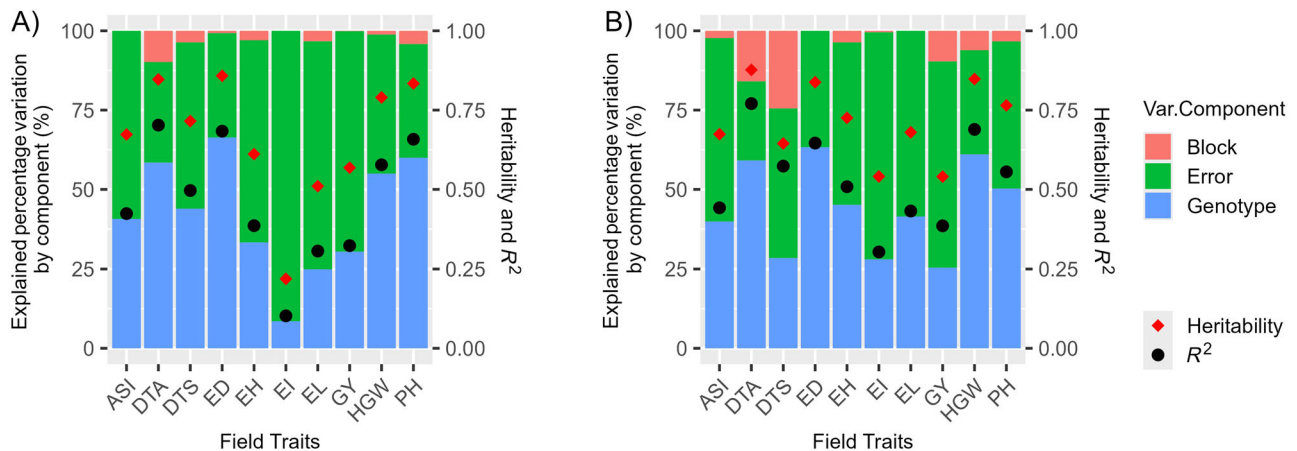 A)
Explained percentage variation
by component (%)
100
75
50
25
0
1.00
0.75
0.50
0.25
0.00
Heritability and R²
ASI
DTA
DTS
ED
EH
EI
EL
GY
HGW
PH
Field Traits
B)
Explained percentage variation
by component (%)
100
75
50
25
0
1.00
0.75
0.50
0.25
0.00
Heritability and R²
ASI
DTA
DTS
ED
EH
EI
EL
GY
HGW
PH
Field Traits
Var.Component
Block
Error
Genotype
Heritability
R²